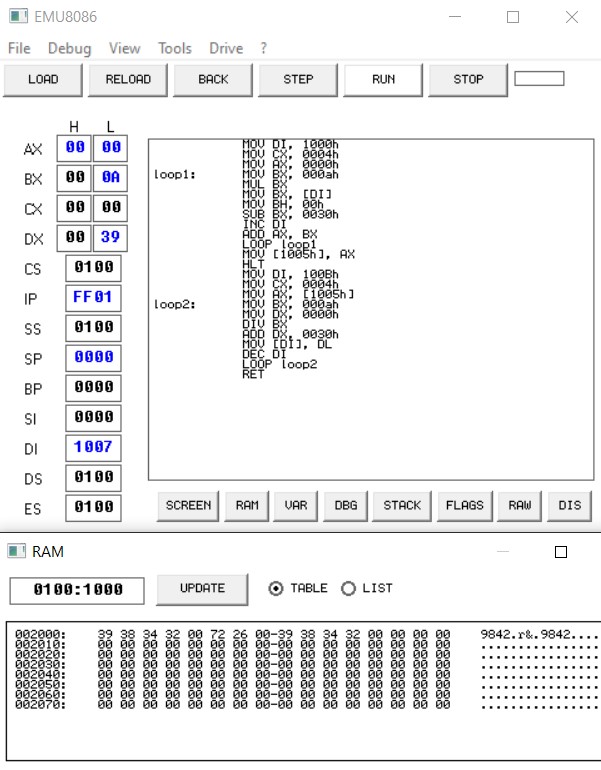 EMU8086
File Debug View Tools Drive ?
LOAD RELOAD BACK STEP RUN STOP
H L
AX 00 00
BX 00 0A
CX 00 00
DX 00 39
CS 0100
IP FF01
SS 0100
SP 0000
BP 0000
SI 0000
DI 1007
DS 0100
ES 0100
MOV DI, 1000h
MOV CX, 0004h
MOV AX, 0000h
loop1: MOV BX, 000ah
MUL BX
MOV BX, [DI]
MOV BH, 00h
SUB BX, 0030h
INC DI
ADD AX, BX
LOOP loop1
MOV [1005h], AX
HLT
MOV DI, 100Bh
MOV CX, 0004h
MOV AX, [1005h]
loop2: MOV BX, 000ah
MOV DX, 0000h
DIV BX
ADD DX, 0030h
MOV [DI], DL
DEC DI
LOOP loop2
RET
SCREEN RAM VAR DBG STACK FLAGS RAW DIS
RAM
0100:1000 UPDATE TABLE LIST
002000: 39 38 34 32 00 72 26 00-39 38 34 32 00 00 00 00 9842.r&.9842....
002010: 00 00 00 00 00 00 00 00-00 00 00 00 00 00 00 00 ................
002020: 00 00 00 00 00 00 00 00-00 00 00 00 00 00 00 00 ................
002030: 00 00 00 00 00 00 00 00-00 00 00 00 00 00 00 00 ................
002040: 00 00 00 00 00 00 00 00-00 00 00 00 00 00 00 00 ................
002050: 00 00 00 00 00 00 00 00-00 00 00 00 00 00 00 00 ................
002060: 00 00 00 00 00 00 00 00-00 00 00 00 00 00 00 00 ................
002070: 00 00 00 00 00 00 00 00-00 00 00 00 00 00 00 00 ................